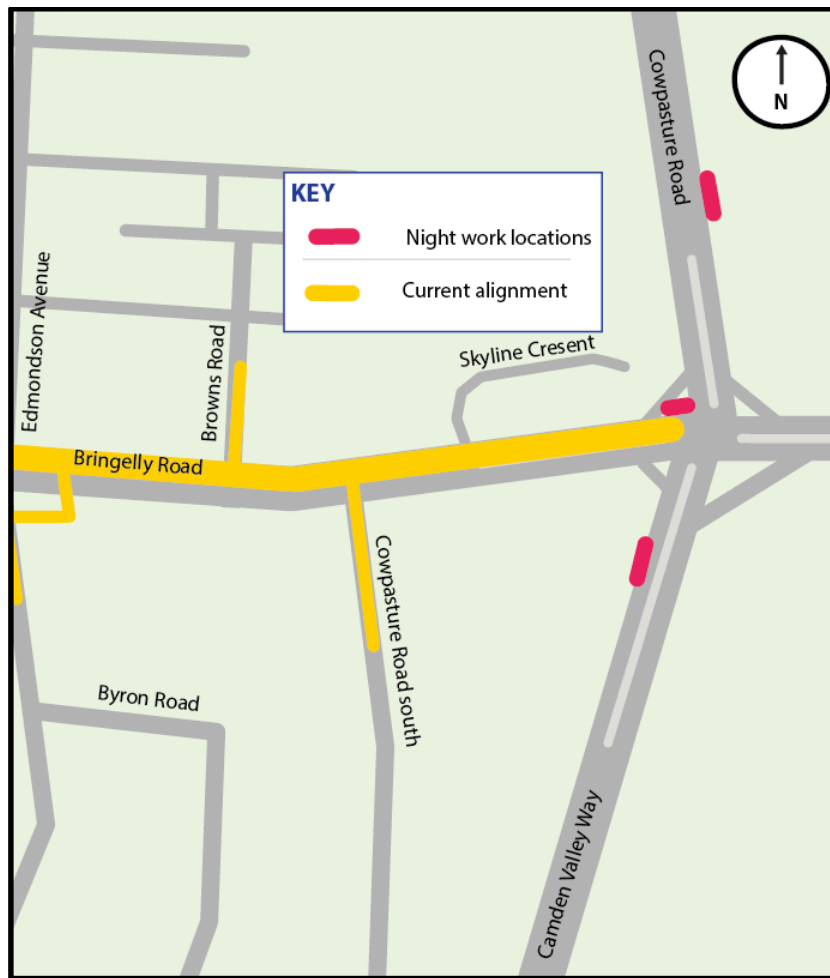 Cowpasture Road
N
KEY
Night work locations
Current alignment
Edmondson Avenue
Browns Road
Skyline Cresent
Bringelly Road
Cowpasture Road south
Byron Road
Camden Valley Way